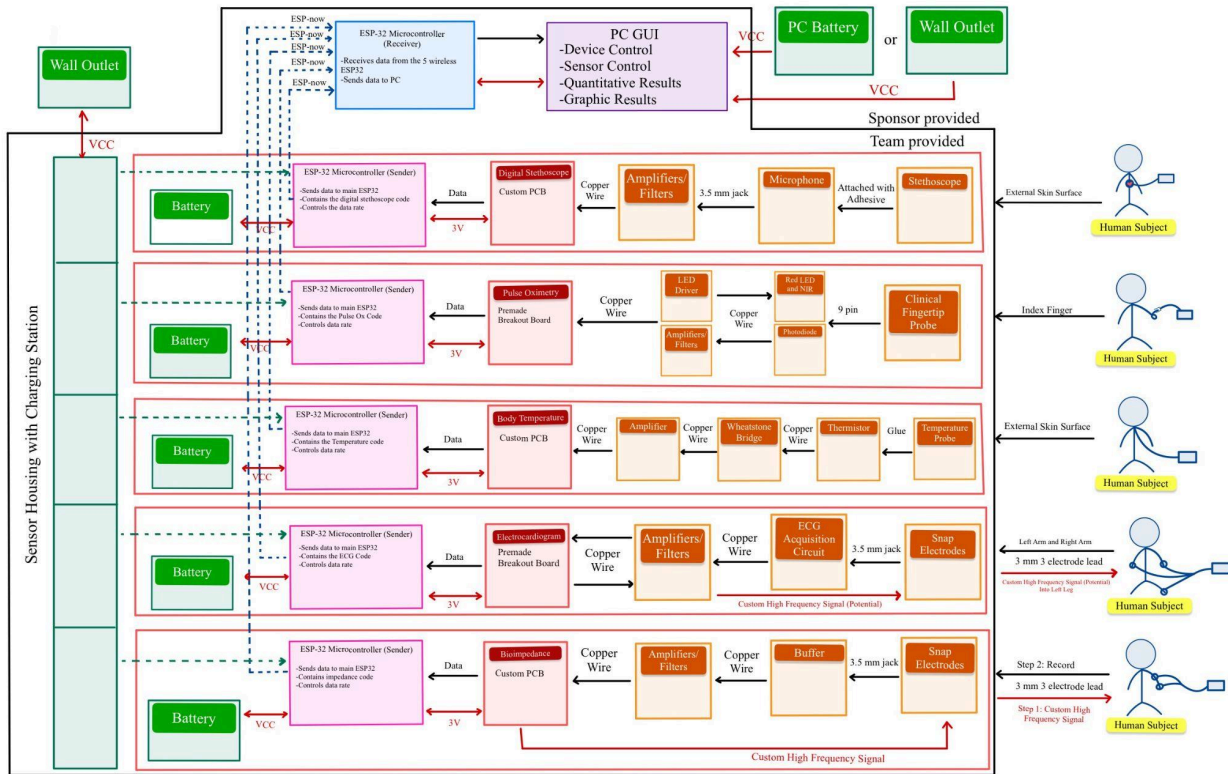 ESP-now
ESP-now
ESP-now
ESP-now
ESP-now
ESP-32 Microcontroller
(Receiver)
-Receives data from the 5 wireless
ESP32
-Sends data to PC
PC GUI
-Device Control
-Sensor Control
-Quantitative Results
-Graphic Results
VCC
PC Battery
or
Wall Outlet
VCC
Wall Outlet
VCC
Sponsor provided
Team provided
Sensor Housing with Charging Station
Battery
VCC
ESP-32 Microcontroller (Sender)
-Sends data to main ESP32
-Contains the digital stethoscope code
-Controls the data rate
Data
3V
Digital Stethoscope
Custom PCB
Copper
Wire
Amplifiers/
Filters
3.5 mm jack
Microphone
Attached with
Adhesive
Stethoscope
External Skin Surface
Human Subject
Battery
VCC
ESP-32 Microcontroller (Sender)
-Sends data to main ESP32
-Contains the Pulse Ox Code
-Controls data rate
Data
3V
Pulse Oximetry
Premade
Breakout Board
Copper
Wire
LED
Driver
Amplifiers/
Filters
Copper
Wire
Red LED
and NIR
Photodiode
9 pin
Clinical
Fingertip
Probe
Index Finger
Human Subject
Battery
VCC
ESP-32 Microcontroller (Sender)
-Sends data to main ESP32
-Contains the Temperature code
-Controls data rate
Data
3V
Body Temperature
Custom PCB
Copper
Wire
Amplifier
Copper
Wire
Wheatstone
Bridge
Copper
Wire
Thermistor
Glue
Temperature
Probe
External Skin Surface
Human Subject
Battery
VCC
ESP-32 Microcontroller (Sender)
-Sends data to main ESP32
-Contains the ECG Code
-Controls data rate
Data
3V
Electrocardiogram
Premade
Breakout Board
Copper
Wire
Amplifiers/
Filters
Copper
Wire
ECG
Acquisition
Circuit
3.5 mm jack
Snap
Electrodes
Custom High Frequency Signal (Potential)
Left Arm and Right Arm
3 mm 3 electrode lead
Custom High Frequency Signal (Potential)
Into Left Leg
Human Subject
Battery
VCC
ESP-32 Microcontroller (Sender)
-Sends data to main ESP32
-Contains impedance code
-Controls data rate
Data
3V
Bioimpedance
Custom PCB
Copper
Wire
Amplifiers/
Filters
Copper
Wire
Buffer
3.5 mm jack
Snap
Electrodes
Custom High Frequency Signal
Step 2: Record
3 mm 3 electrode lead
Step 1: Custom High
Frequency Signal
Human Subject